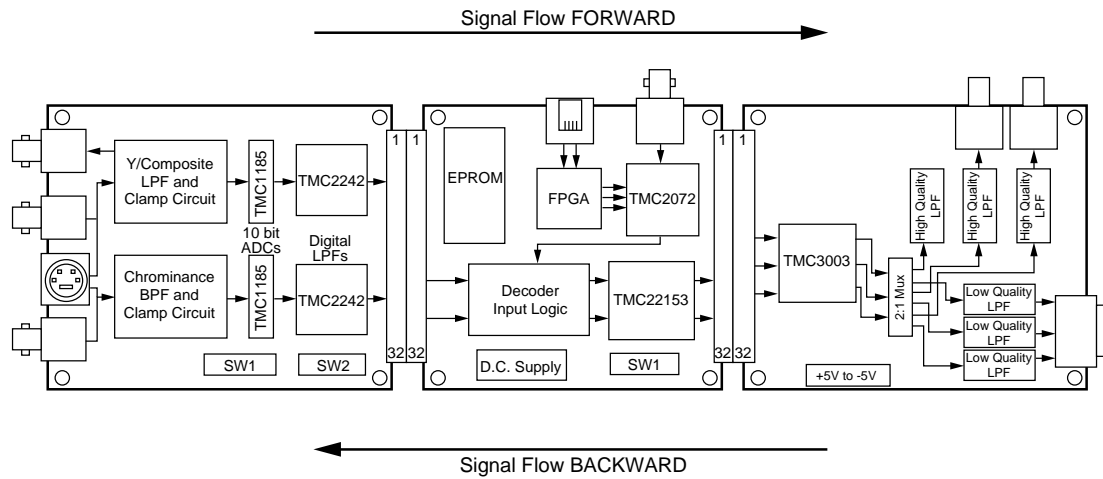 Signal Flow FORWARD
Y/Composite
LPF and
Clamp Circuit
TMC1185
TMC2242
10 bit
ADCs
Digital
LPFs
Chrominance
BPF and
Clamp Circuit
TMC1185
TMC2242
SW1
SW2
1
1
32
32
EPROM
FPGA
TMC2072
Decoder
Input Logic
TMC22153
D.C. Supply
SW1
1
1
32
32
TMC3003
2:1 Mux
High Quality
LPF
High Quality
LPF
High Quality
LPF
Low Quality
LPF
Low Quality
LPF
Low Quality
LPF
+5V to -5V
Signal Flow BACKWARD